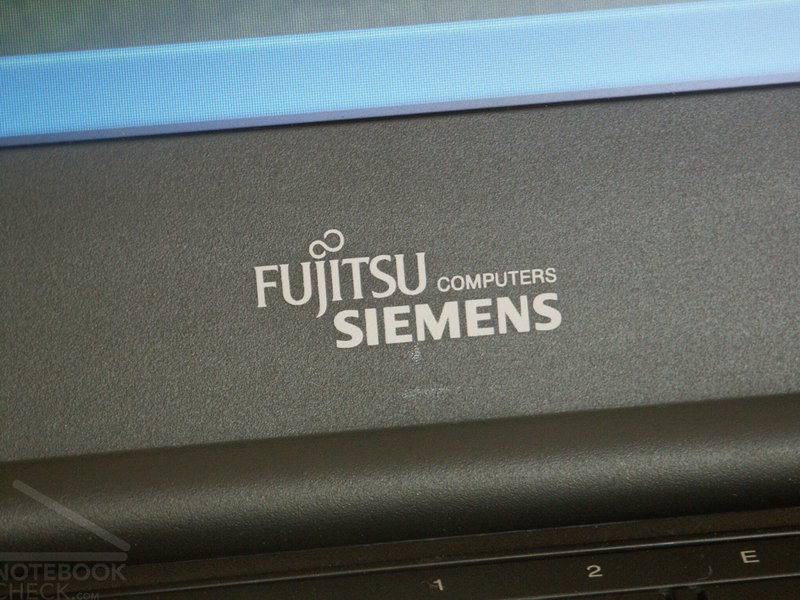 FUJITSU COMPUTERS
SIEMENS
1 2 E
NOTEBOOK
CHECK.COM